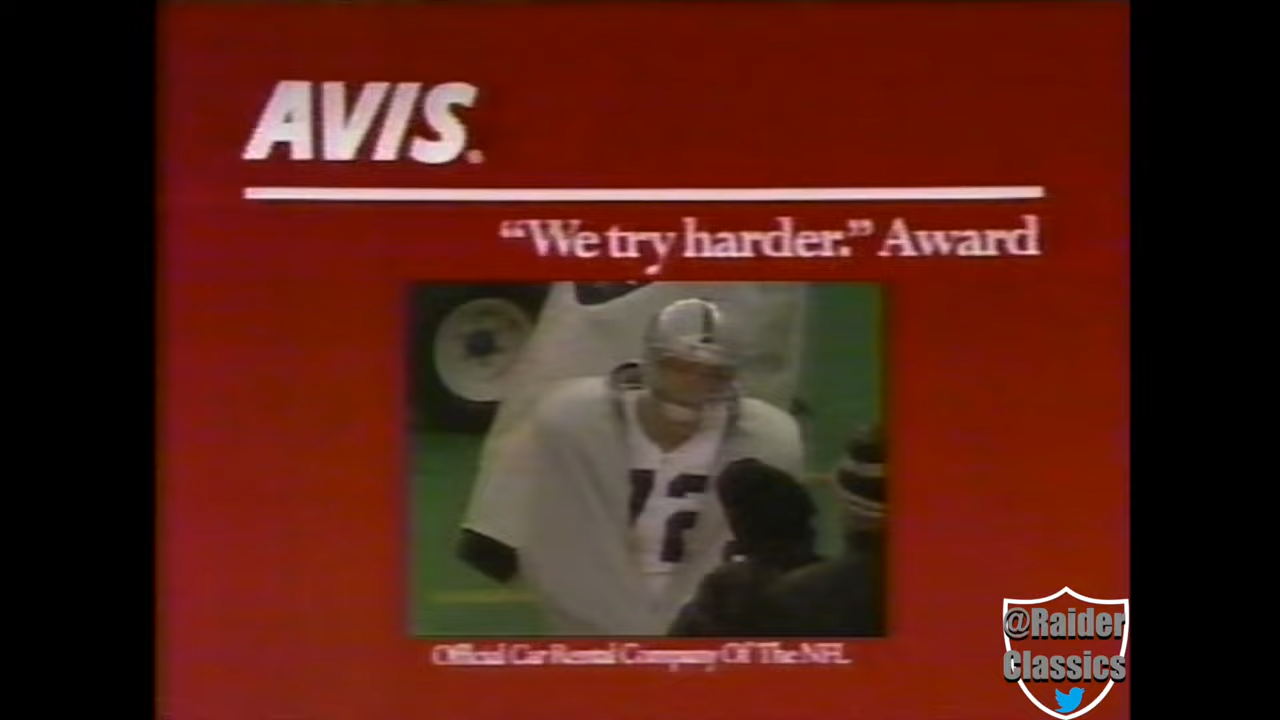 AVIS®
“We try harder.” Award
12
Official Car Rental Company Of The NFL
@Raider
Classics